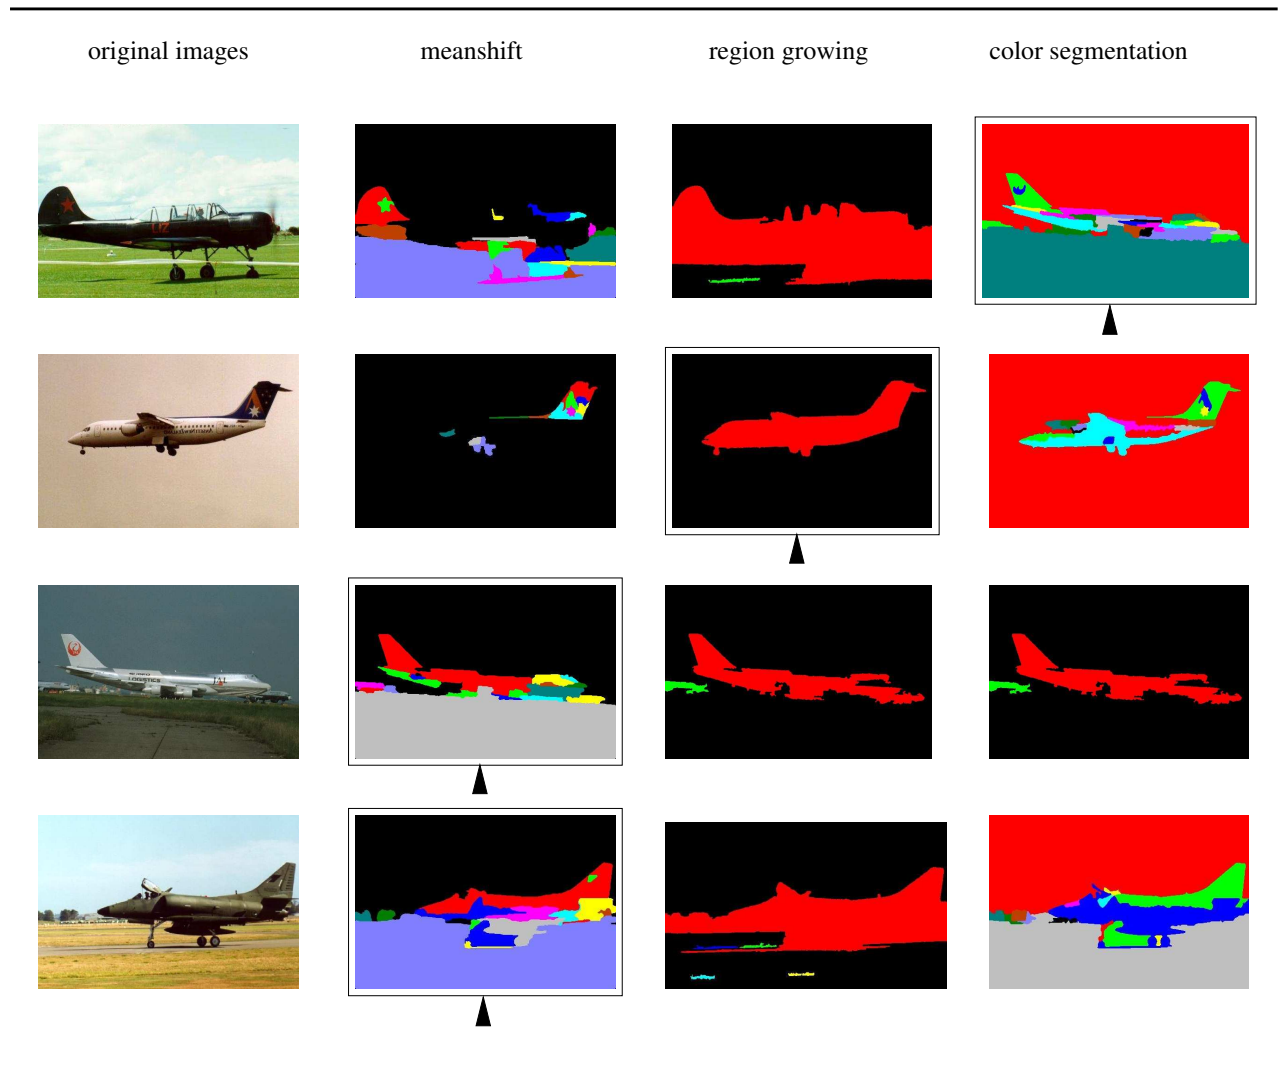 original images
meanshift
region growing
color segmentation